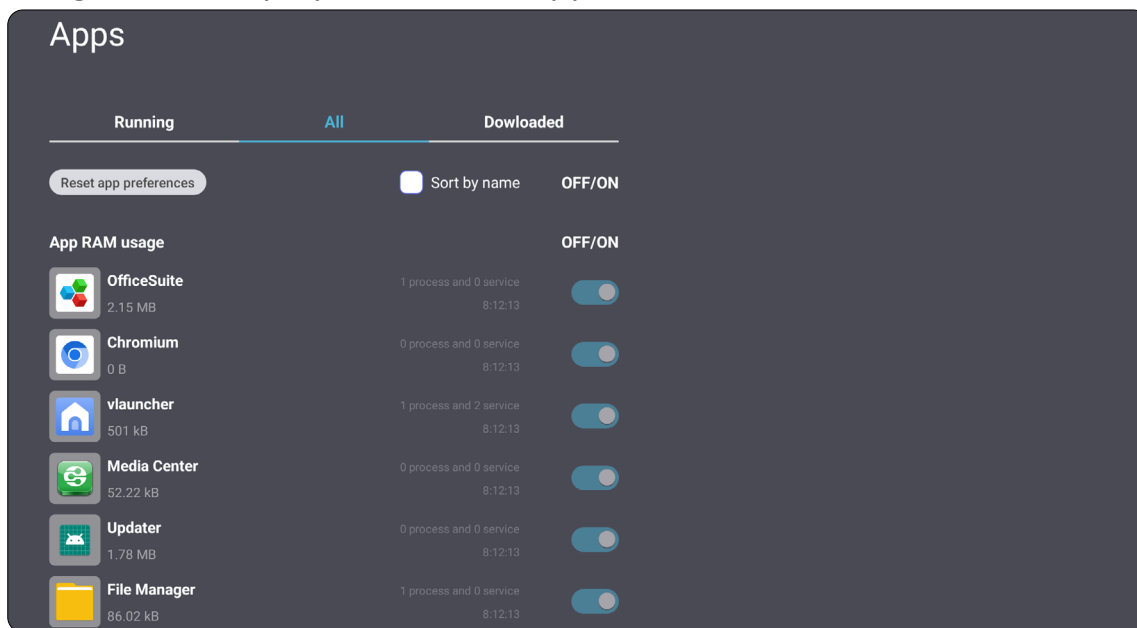 Apps
Running All Dowloaded
Reset app preferences Sort by name OFF/ON
App RAM usage OFF/ON
OfficeSuite 1 process and 0 service
2.15 MB 8:12:13
Chromium 0 process and 0 service
0 B 8:12:13
vlauncher 1 process and 2 service
501 kB 8:12:13
Media Center 0 process and 0 service
52.22 kB 8:12:13
Updater 0 process and 0 service
1.78 MB 8:12:13
File Manager 1 process and 0 service
86.02 kB 8:12:13